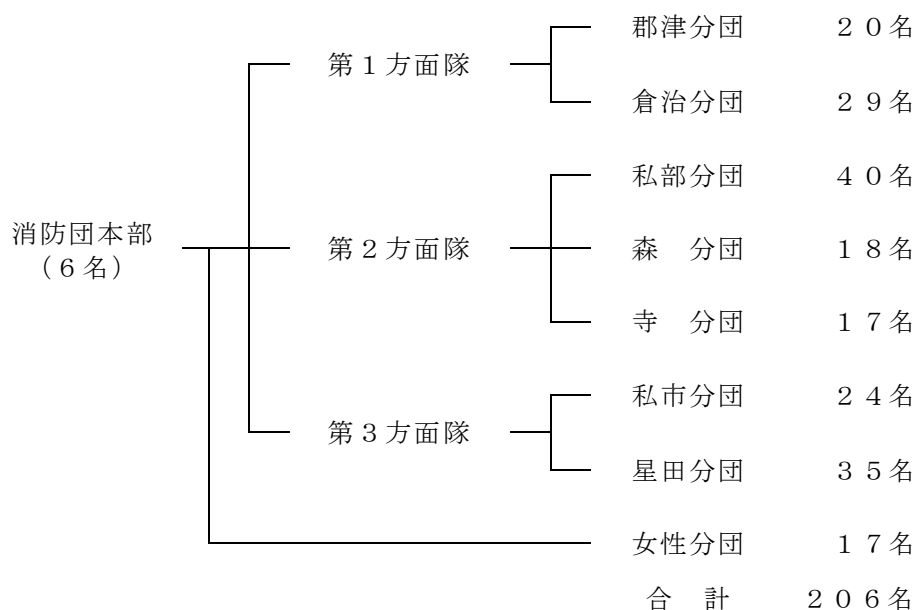 消防団本部
（６名）
第１方面隊
郡津分団　２０名
倉治分団　２９名
第２方面隊
私部分団　４０名
森　分団　１８名
寺　分団　１７名
第３方面隊
私市分団　２４名
星田分団　３５名
女性分団　１７名
合　計　２０６名